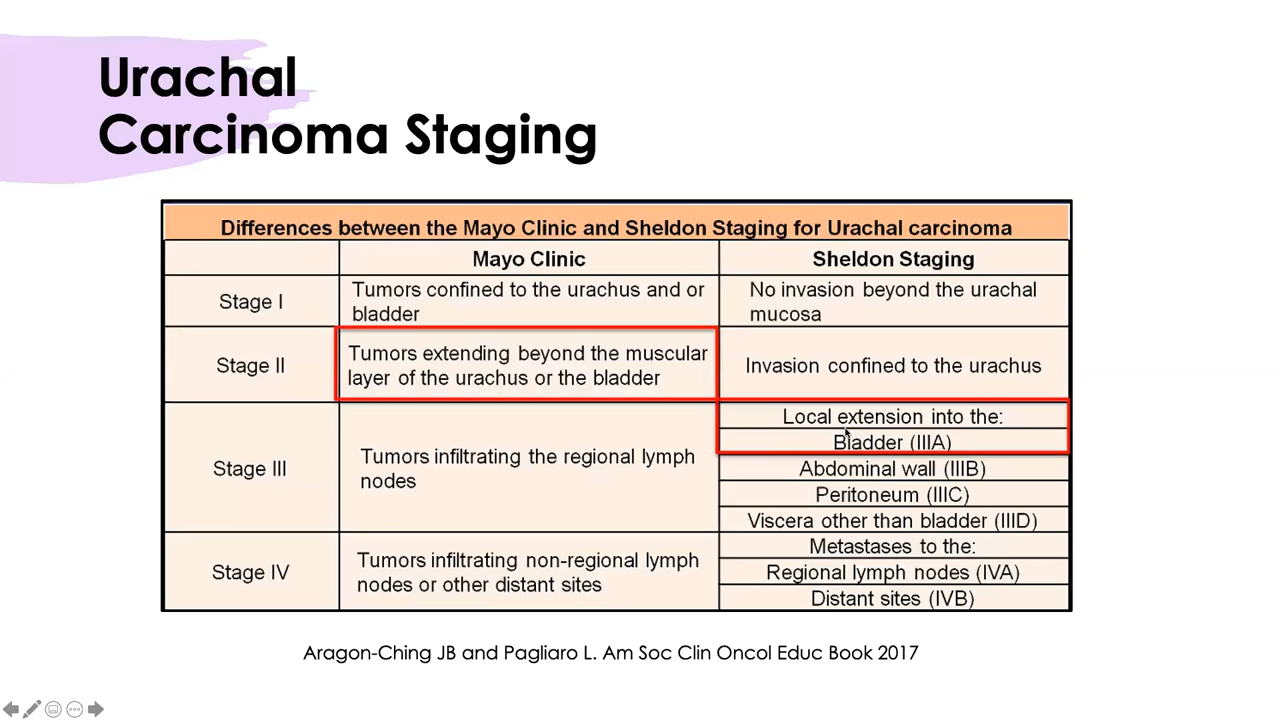 Urachal
Carcinoma Staging
Differences between the Mayo Clinic and Sheldon Staging for Urachal carcinoma
Mayo Clinic
Sheldon Staging
Stage I
Tumors confined to the urachus and or
bladder
No invasion beyond the urachal
mucosa
Stage II
Tumors extending beyond the muscular
layer of the urachus or the bladder
Invasion confined to the urachus
Stage III
Tumors infiltrating the regional lymph
nodes
Local extension into the:
Bladder (IIIA)
Abdominal wall (IIIB)
Peritoneum (IIIC)
Viscera other than bladder (IIID)
Stage IV
Tumors infiltrating non-regional lymph
nodes or other distant sites
Metastases to the:
Regional lymph nodes (IVA)
Distant sites (IVB)
Aragon-Ching JB and Pagliaro L. Am Soc Clin Oncol Educ Book 2017